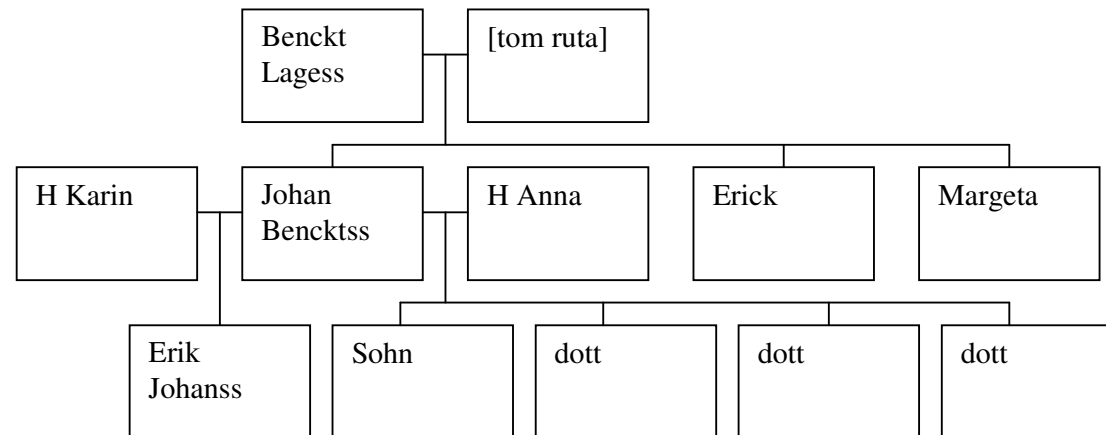 Benckt
Lagess
[tom ruta]
H Karin
Johan
Bencktss
H Anna
Erick
Margeta
Erik
Johanss
Sohn
dott
dott
dott